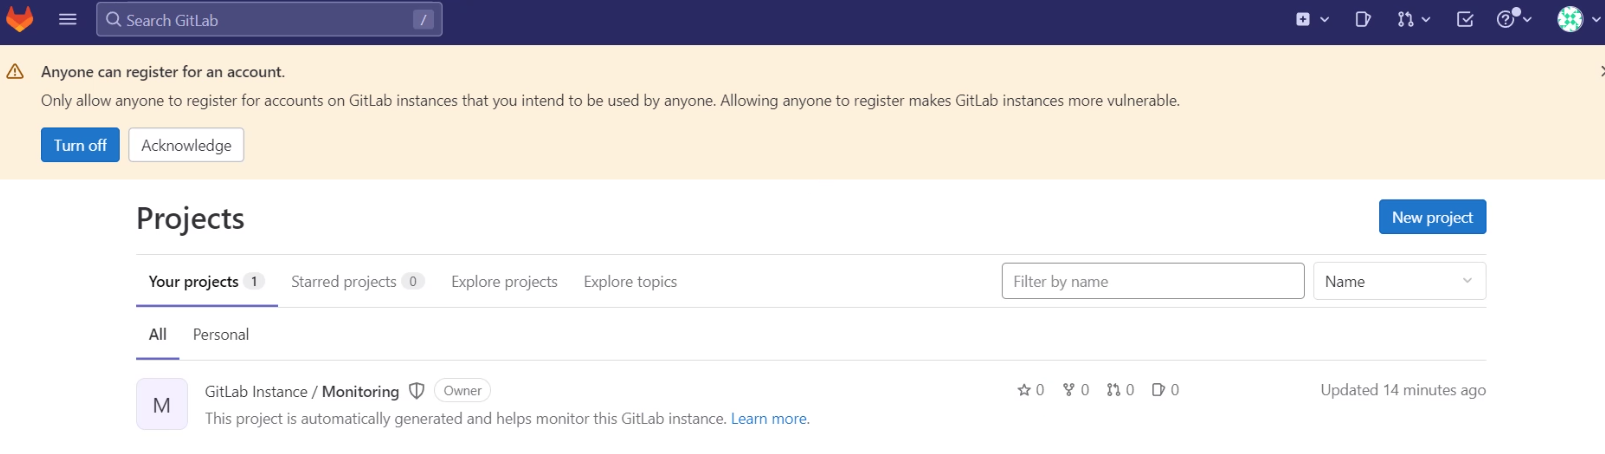 Search GitLab /
Anyone can register for an account.
Only allow anyone to register for accounts on GitLab instances that you intend to be used by anyone. Allowing anyone to register makes GitLab instances more vulnerable.
Turn off Acknowledge
Projects New project
Your projects 1 Starred projects 0 Explore projects Explore topics Filter by name Name
All Personal
M GitLab Instance / Monitoring Owner 0 0 0 0 Updated 14 minutes ago
This project is automatically generated and helps monitor this GitLab instance. Learn more.